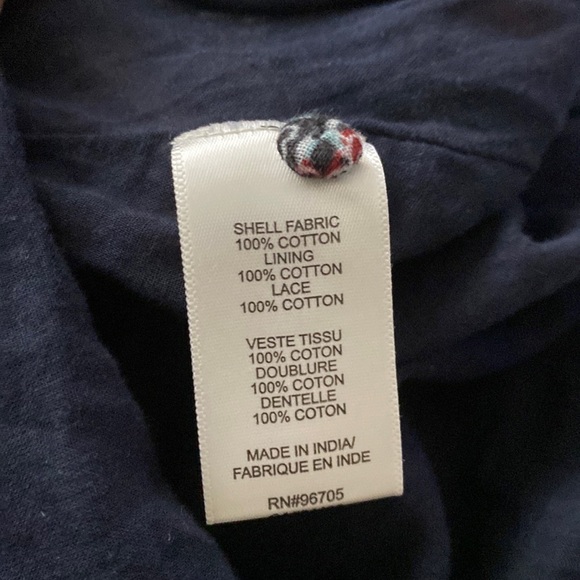 SHELL FABRIC
100% COTTON
LINING
100% COTTON
LACE
100% COTTON
VESTE TISSU
100% COTON
DOUBLURE
100% COTON
DENTELLE
100% COTON
MADE IN INDIA/
FABRIQUE EN INDE
RN#96705